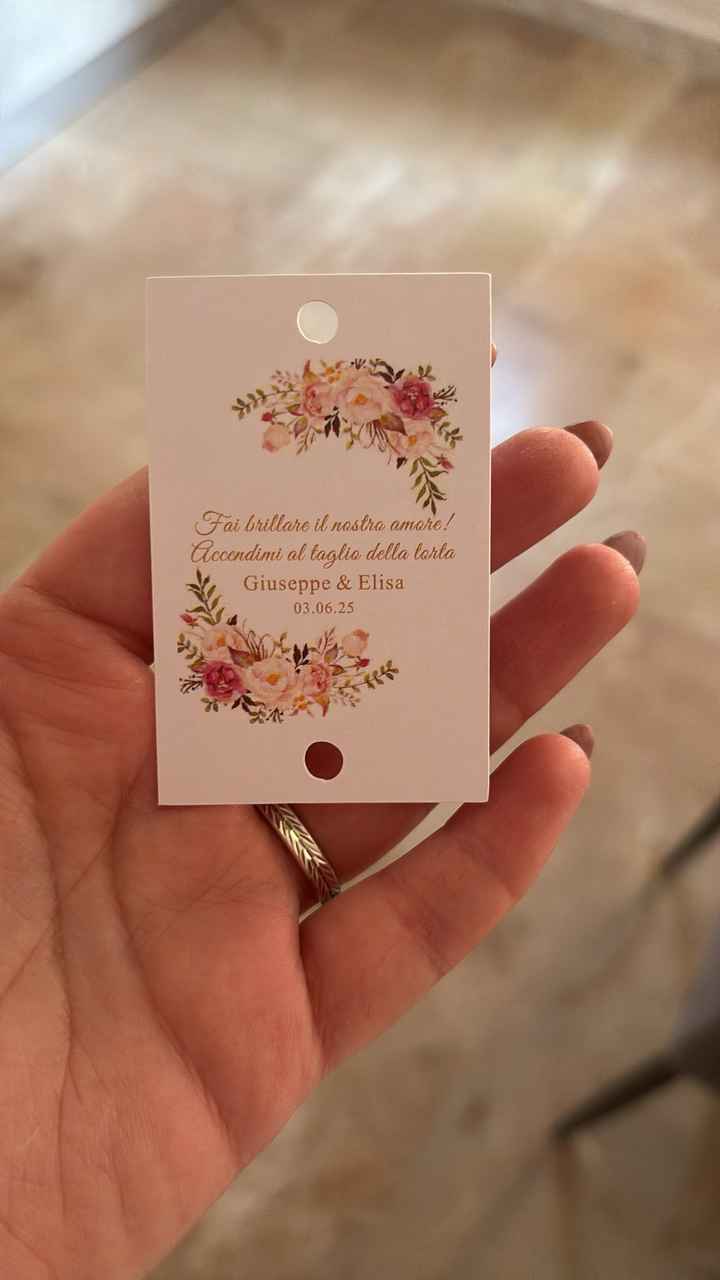 Fai brillare il nostro amore!
Accendimi al taglio della torta
Giuseppe & Elisa
03.06.25